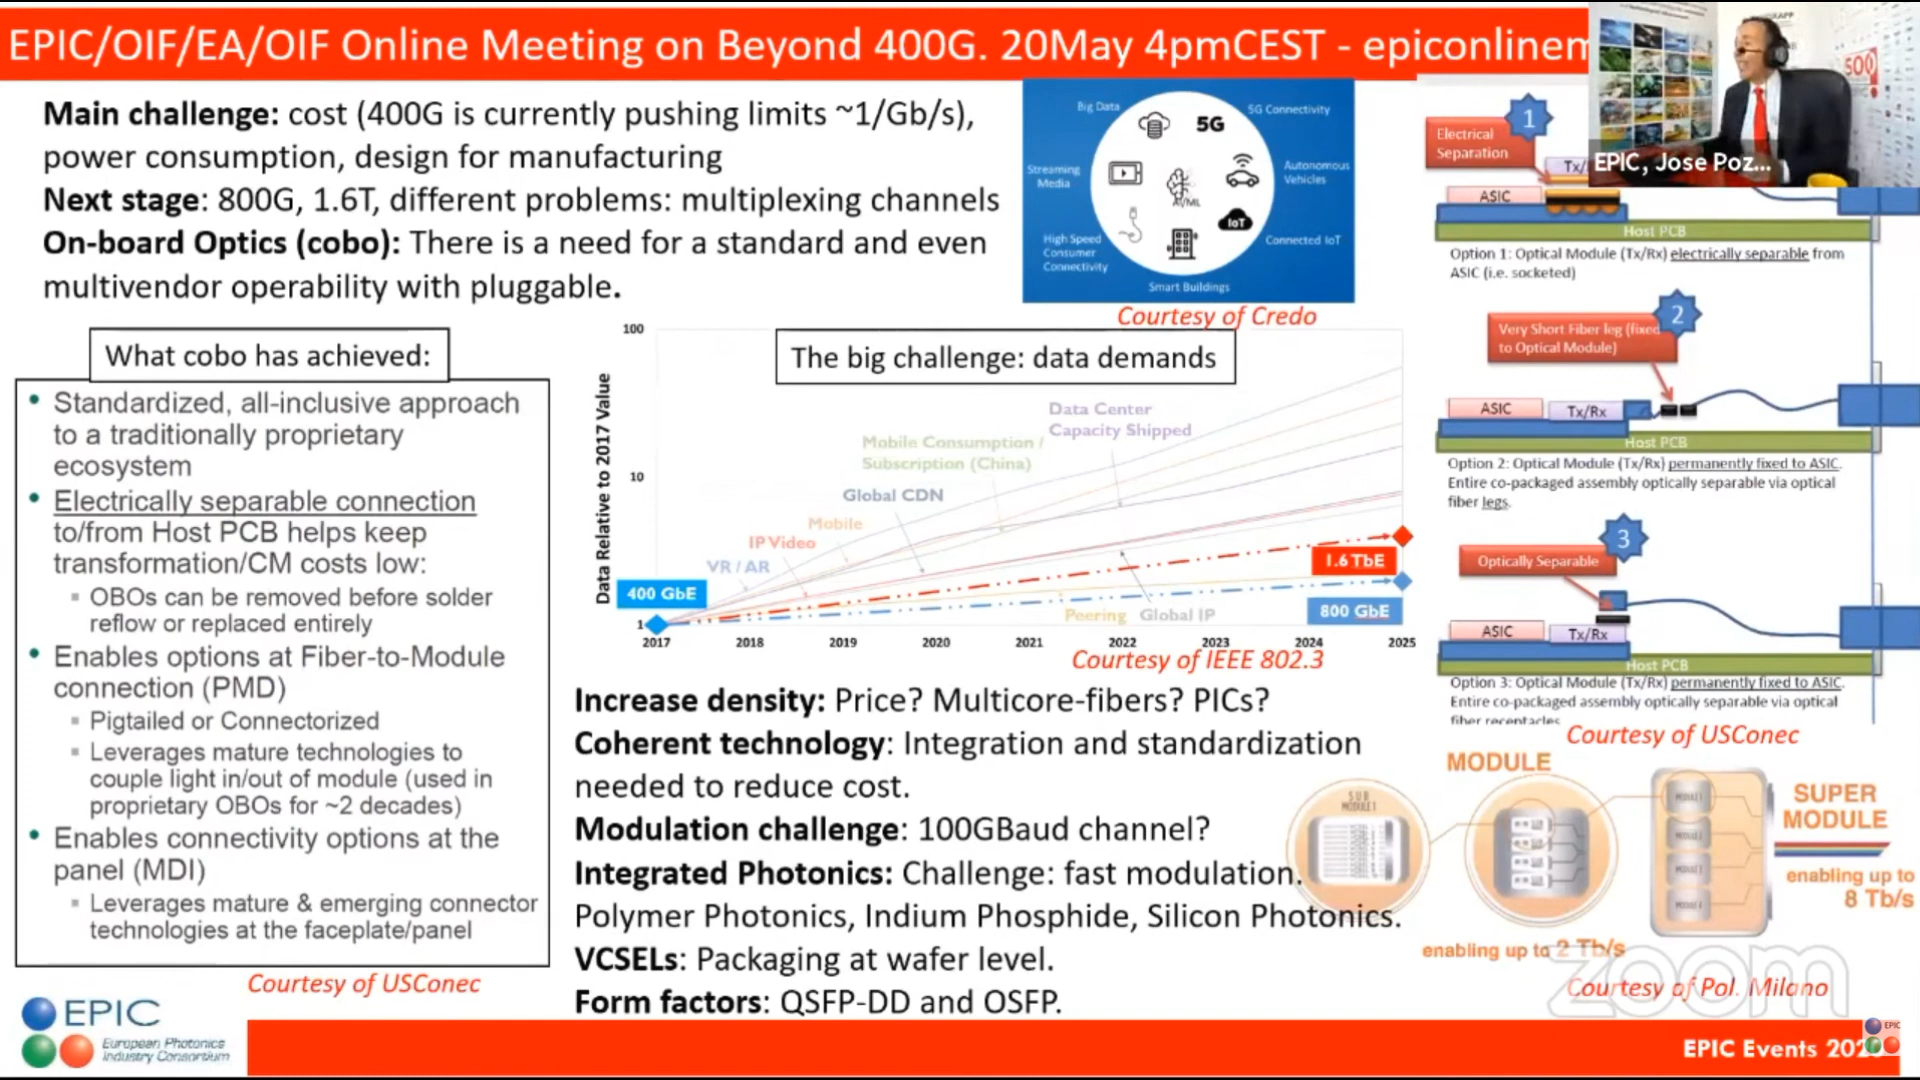 EPIC/OIF/EA/OIF Online Meeting on Beyond 400G. 20May 4pmCEST - epiconlinem
Main challenge: cost (400G is currently pushing limits ~1/Gb/s),
power consumption, design for manufacturing
Next stage: 800G, 1.6T, different problems: multiplexing channels
On-board Optics (cobo): There is a need for a standard and even
multivendor operability with pluggable.
Big Data
5G
5G Connectivity
Streaming
Media
Autonomous
Vehicles
AI/ML
IoT
High Speed
Consumer
Connectivity
Connected IoT
Smart Buildings
Courtesy of Credo
What cobo has achieved:
• Standardized, all-inclusive approach
to a traditionally proprietary
ecosystem
• Electrically separable connection
to/from Host PCB helps keep
transformation/CM costs low:
▪ OBOs can be removed before solder
reflow or replaced entirely
• Enables options at Fiber-to-Module
connection (PMD)
▪ Pigtailed or Connectorized
▪ Leverages mature technologies to
couple light in/out of module (used in
proprietary OBOs for ~2 decades)
• Enables connectivity options at the
panel (MDI)
▪ Leverages mature & emerging connector
technologies at the faceplate/panel
Courtesy of USConec
The big challenge: data demands
Data Relative to 2017 Value
100
10
1
Data Center
Capacity Shipped
Mobile Consumption /
Subscription (China)
Global CDN
Mobile
IP Video
VR / AR
400 GbE
1.6 TbE
800 GbE
Peering
Global IP
2017 2018 2019 2020 2021 2022 2023 2024 2025
Courtesy of IEEE 802.3
Increase density: Price? Multicore-fibers? PICs?
Coherent technology: Integration and standardization
needed to reduce cost.
Modulation challenge: 100GBaud channel?
Integrated Photonics: Challenge: fast modulation.
Polymer Photonics, Indium Phosphide, Silicon Photonics.
VCSELs: Packaging at wafer level.
Form factors: QSFP-DD and OSFP.
500
EPIC, Jose Poz...
1
Electrical
Separation
Tx/
ASIC
Host PCB
Option 1: Optical Module (Tx/Rx) electrically separable from
ASIC (i.e. socketed)
2
Very Short Fiber leg (fixed
to Optical Module)
ASIC
Tx/Rx
Host PCB
Option 2: Optical Module (Tx/Rx) permanently fixed to ASIC.
Entire co-packaged assembly optically separable via optical
fiber legs.
3
Optically Separable
ASIC
Tx/Rx
Host PCB
Option 3: Optical Module (Tx/Rx) permanently fixed to ASIC.
Entire co-packaged assembly optically separable via optical
fiber receptacles
Courtesy of USConec
MODULE
SUB
MODULE 1
MODULE 1
MODULE 2
MODULE 3
MODULE 4
SUPER
MODULE
enabling up to
8 Tb/s
enabling up to 2 Tb/s
zoom
Courtesy of Pol. Milano
EPIC
European Photonics
Industry Consortium
EPIC Events 202
EPIC